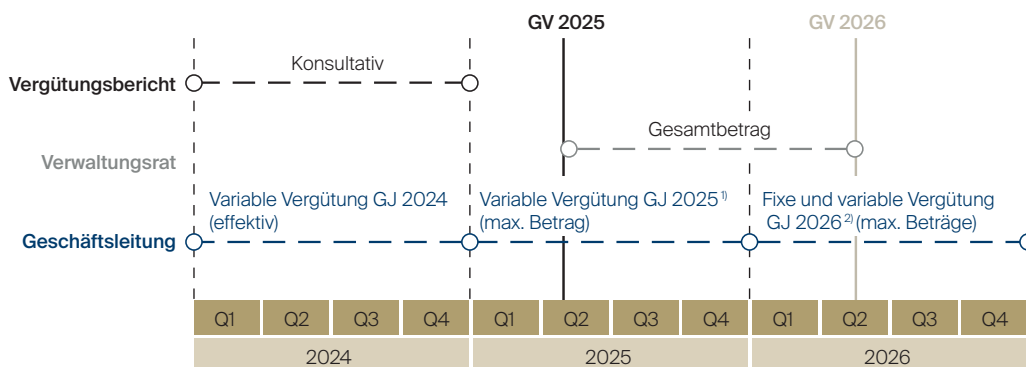 GV 2025
GV 2026
Konsultativ
Vergütungsbericht
Gesamtbetrag
Verwaltungsrat
Variable Vergütung GJ 2024
(effektiv)
Variable Vergütung GJ 2025 1)
(max. Betrag)
Fixe und variable Vergütung
GJ 2026 2) (max. Beträge)
Geschäftsleitung
Q1 Q2 Q3 Q4 Q1 Q2 Q3 Q4 Q1 Q2 Q3 Q4
2024 2025 2026